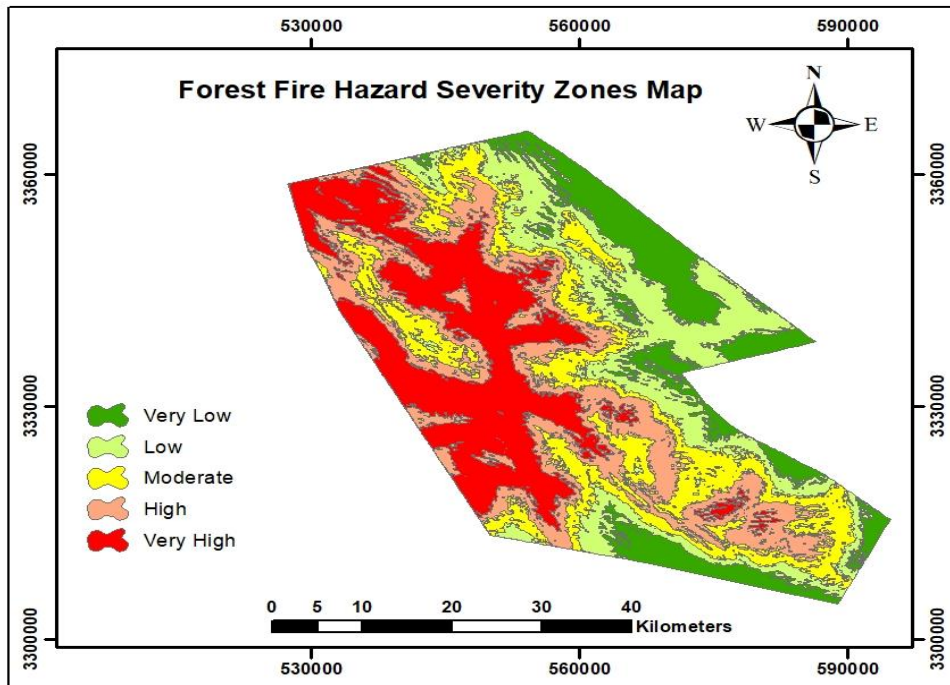 530000 560000 590000
Forest Fire Hazard Severity Zones Map
N
W E
S
3360000 3360000
3330000 3330000
Very Low
Low
Moderate
High
Very High
0 5 10 20 30 40
Kilometers
3300000 3300000
530000 560000 590000